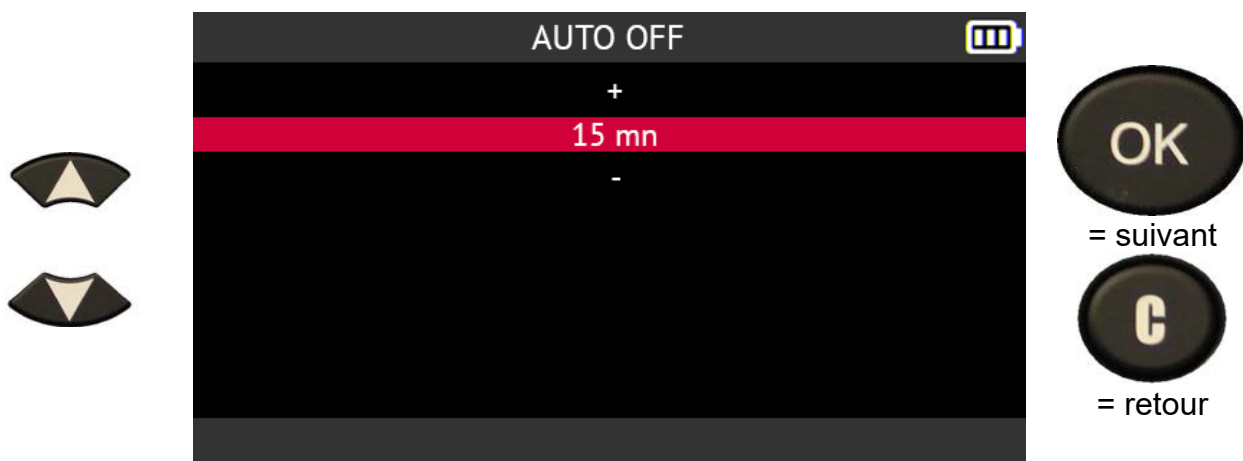 AUTO OFF
+
15 mn
-
OK
= suivant
C
= retour